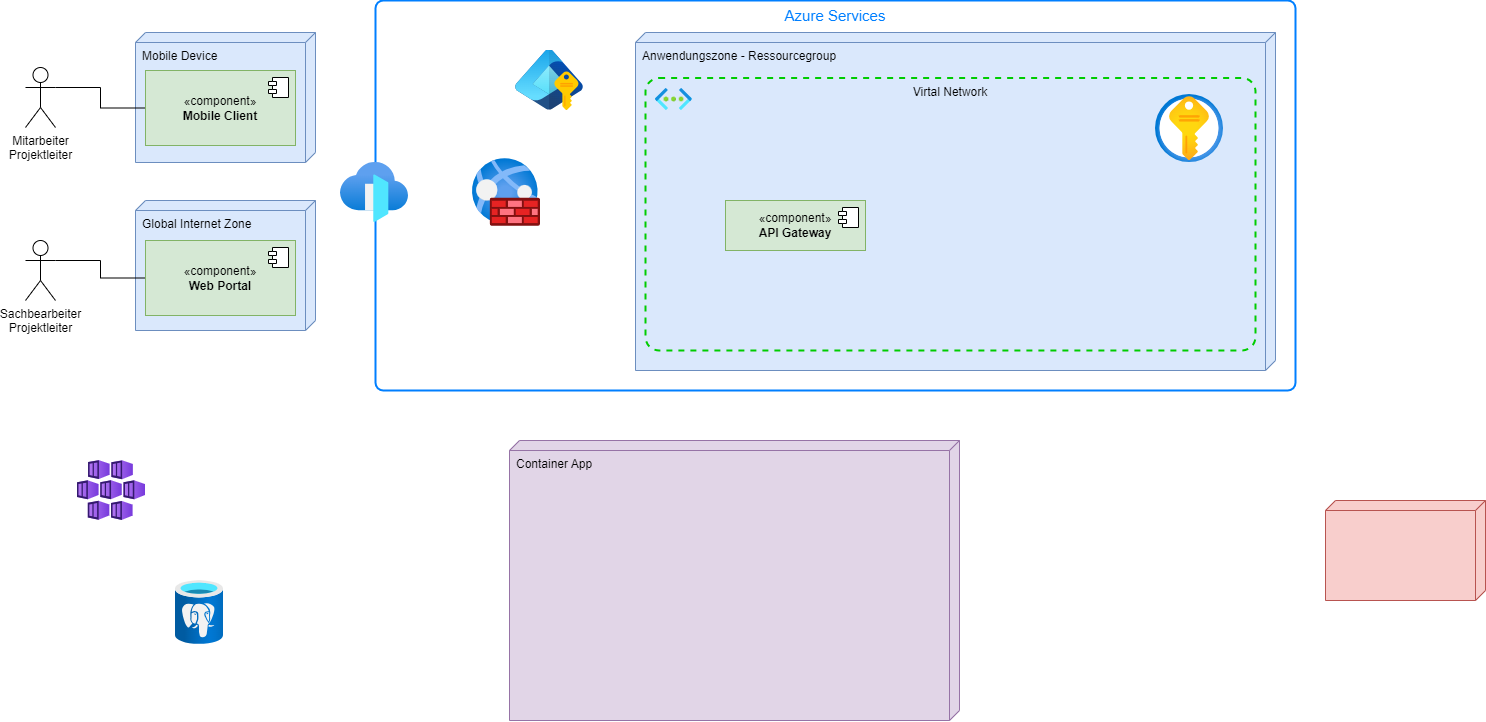 Azure Services
Mobile Device
«component»
Mobile Client
Mitarbeiter
Projektleiter
Global Internet Zone
«component»
Web Portal
Sachbearbeiter
Projektleiter
Anwendungszone - Ressourcegroup
Virtal Network
«component»
API Gateway
Container App